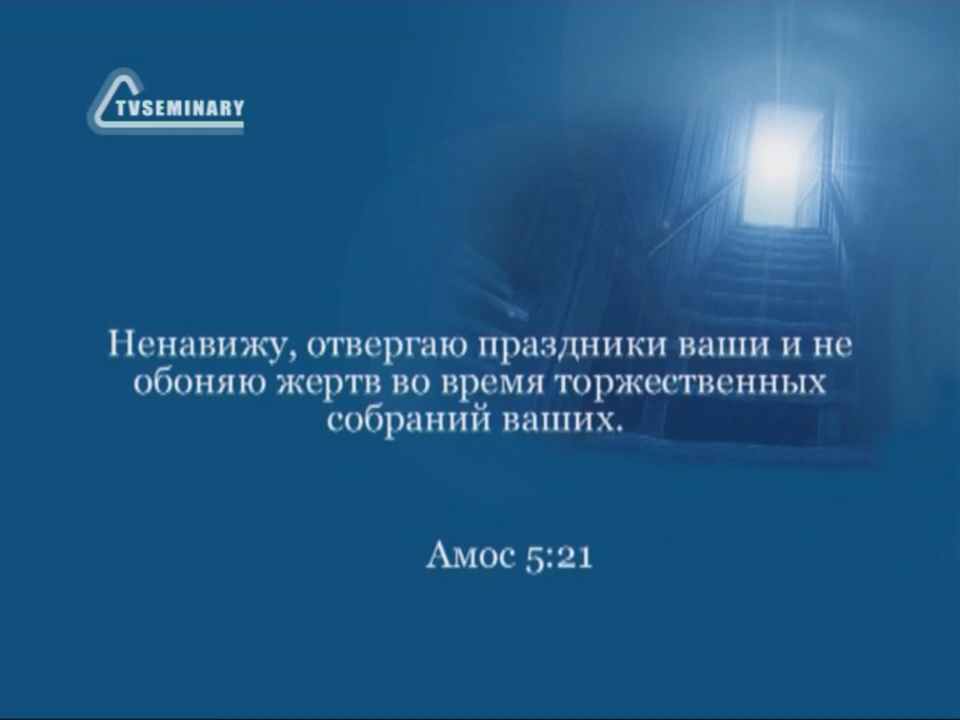 TVSEMINARY
Ненавижу, отвергаю праздники ваши и не
обоняю жертв во время торжественных
собраний ваших.
Амос 5:21